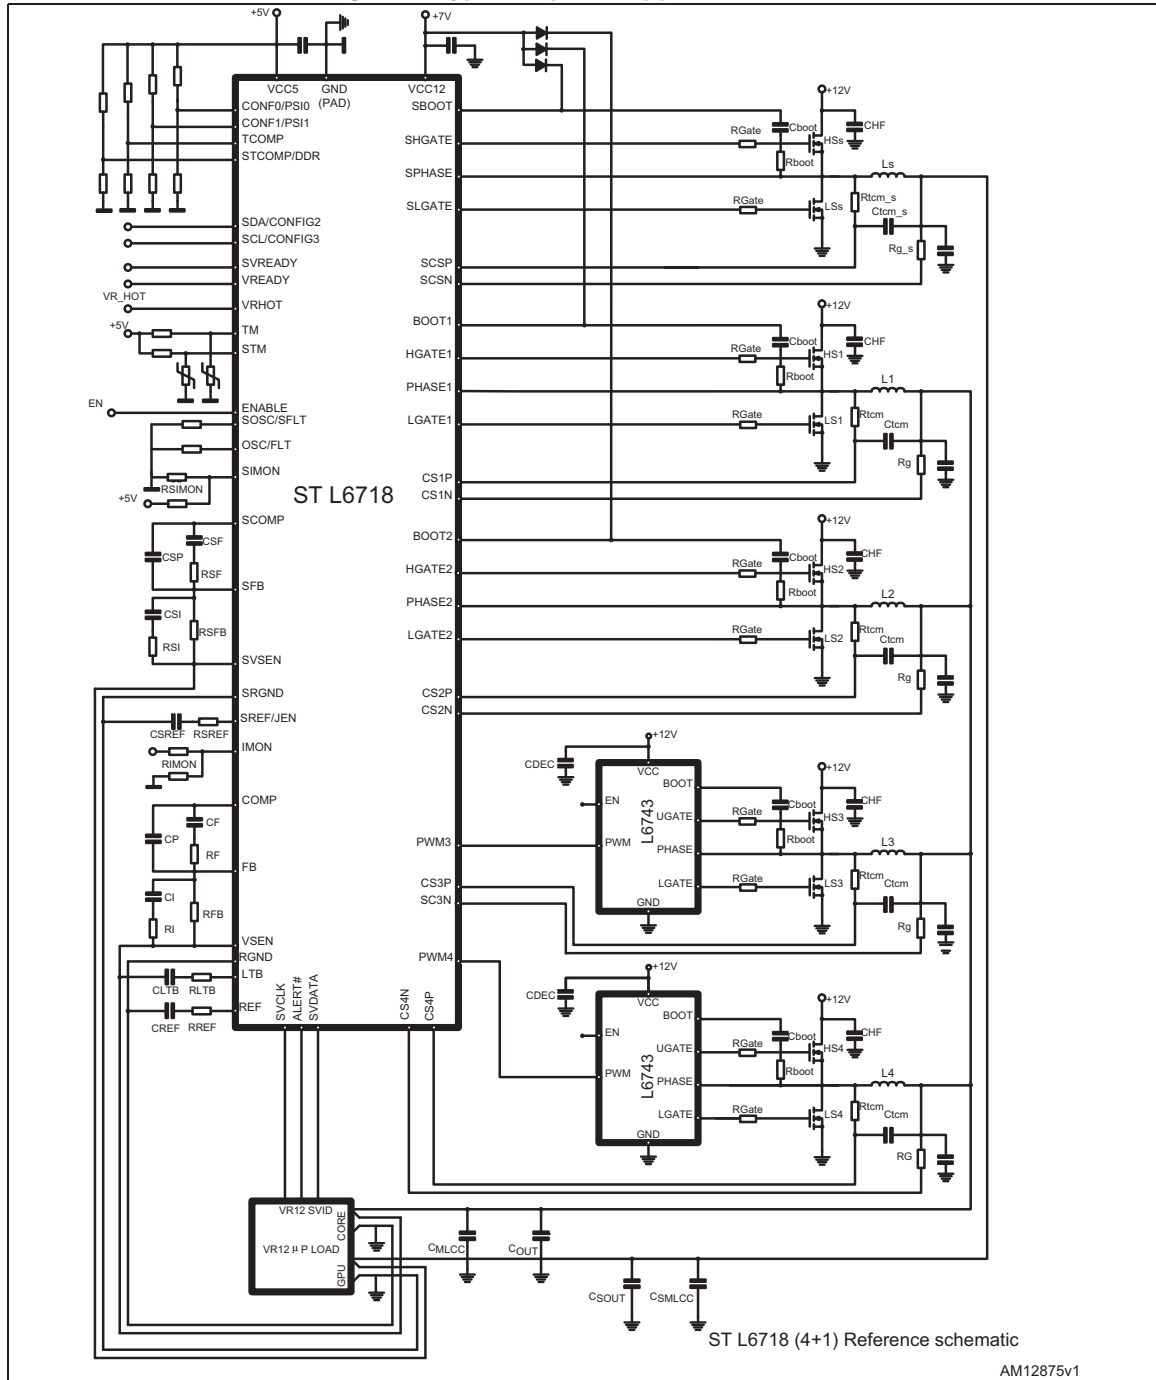 +5V
+7V
VCC5
GND
(PAD)
VCC12
CONF0/PSI0
CONF1/PSI1
TCOMP
STCOMP/DDR
SDA/CONFIG2
SCL/CONFIG3
SVREADY
VREADY
VR_HOT
VRHOT
+5V
TM
STM
EN
ENABLE
SOSC/SFLT
OSC/FLT
SIMON
RSIMON
+5V
ST L6718
SCOMP
CSP
CSF
RSF
SFB
CSI
RSFB
RSI
SVSEN
SRGND
SREF/JEN
CSREF
RSREF
IMON
RIMON
COMP
CP
CF
RF
FB
CI
RFB
RI
VSEN
RGND
LTB
CLTB
RLTB
REF
CREF
RREF
SVCLK
ALERT#
SVDATA
CS4N
CS4P
SBOOT
SHGATE
SPHASE
SLGATE
SCSP
SCSN
BOOT1
HGATE1
PHASE1
LGATE1
CS1P
CS1N
BOOT2
HGATE2
PHASE2
LGATE2
CS2P
CS2N
PWM3
CS3P
SC3N
PWM4
+12V
CHF
RGate
Cboot
HSs
Rboot
Ls
RGate
LSs
Rtcm_s
Ctcm_s
Rg_s
+12V
CHF
RGate
Cboot
HS1
Rboot
L1
RGate
LS1
Rtcm
Ctcm
Rg
+12V
CHF
RGate
Cboot
HS2
Rboot
L2
RGate
LS2
Rtcm
Ctcm
Rg
+12V
CDEC
VCC
BOOT
EN
UGATE
L6743
PWM
PHASE
LGATE
GND
+12V
CHF
RGate
Cboot
HS3
Rboot
L3
RGate
LS3
Rtcm
Ctcm
Rg
+12V
CDEC
VCC
BOOT
EN
UGATE
L6743
PWM
PHASE
LGATE
GND
+12V
CHF
RGate
Cboot
HS4
Rboot
L4
RGate
LS4
Rtcm
Ctcm
RG
VR12 SVID
CORE
VR12 µ P LOAD
GPU
CMLCC
COUT
CSOUT
CSMLCC
ST L6718 (4+1) Reference schematic
AM12875v1